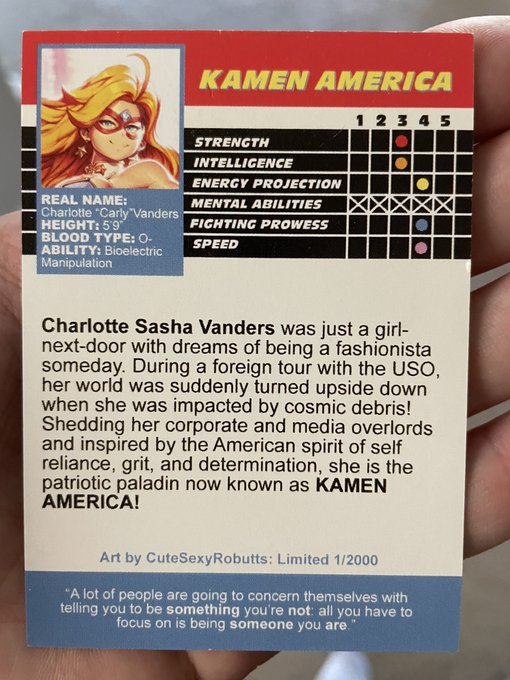 KAMEN AMERICA
1 2 3 4 5
STRENGTH
INTELLIGENCE
ENERGY PROJECTION
MENTAL ABILITIES
FIGHTING PROWESS
SPEED
REAL NAME:
Charlotte "Carly"Vanders
HEIGHT: 5'9"
BLOOD TYPE: O-
ABILITY: Bioelectric
Manipulation
Charlotte Sasha Vanders was just a girl-
next-door with dreams of being a fashionista
someday. During a foreign tour with the USO,
her world was suddenly turned upside down
when she was impacted by cosmic debris!
Shedding her corporate and media overlords
and inspired by the American spirit of self
reliance, grit, and determination, she is the
patriotic paladin now known as KAMEN
AMERICA!
Art by CuteSexyRobutts: Limited 1/2000
"A lot of people are going to concern themselves with
telling you to be something you're not: all you have to
focus on is being someone you are."